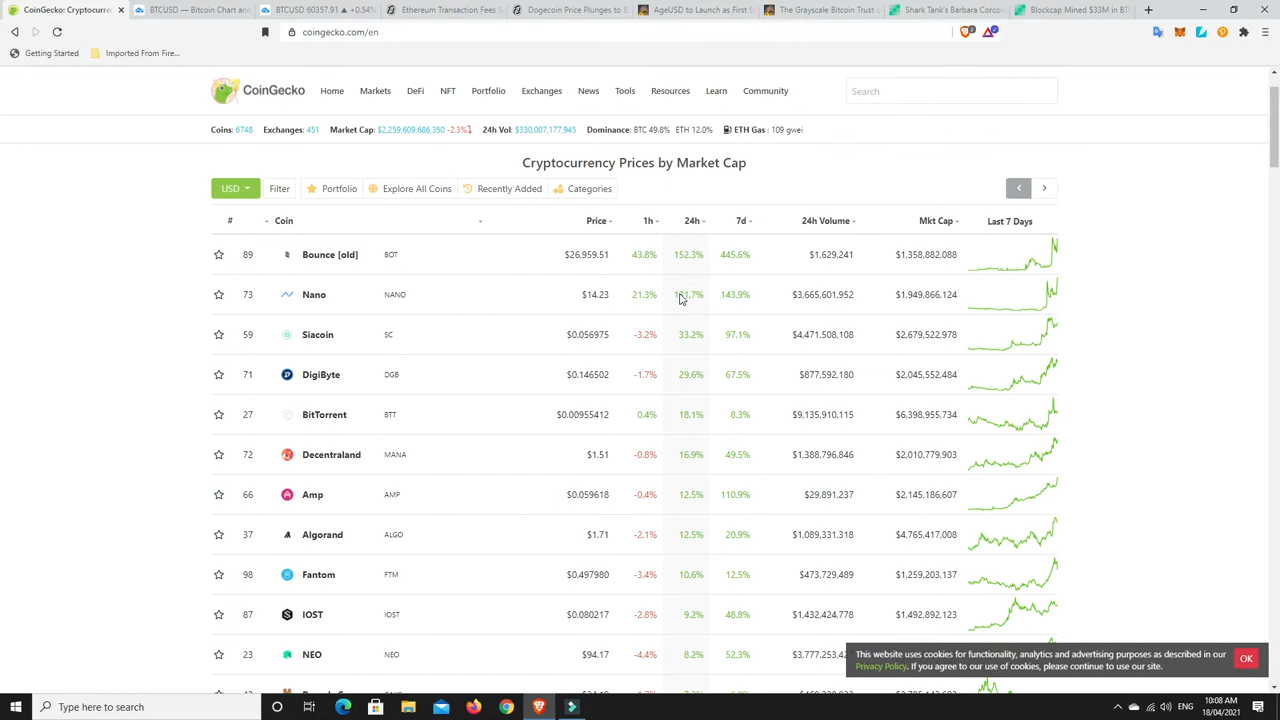 CoinGecko: Cryptocurrenc
BTCUSD — Bitcoin Chart and
BTCUSD 60357.91 ▲ +0.54%
Ethereum Transaction Fees S
Dogecoin Price Plunges to S
AgeUSD to Launch as First S
The Grayscale Bitcoin Trust
Shark Tank's Barbara Corcor
Blockcap Mined $33M in BTC
coingecko.com/en
Getting Started
Imported From Fire...
CoinGecko Home Markets DeFi NFT Portfolio Exchanges News Tools Resources Learn Community Search
Coins: 6748 Exchanges: 451 Market Cap: $2,259,609,686,350 -2.3% 24h Vol: $330,007,177,945 Dominance: BTC 49.8% ETH 12.0% ETH Gas : 109 gwei
Cryptocurrency Prices by Market Cap
USD Filter Portfolio Explore All Coins Recently Added Categories
# Coin Price 1h 24h 7d 24h Volume Mkt Cap Last 7 Days
89 Bounce [old] BOT $26,959.51 43.8% 152.3% 445.6% $1,629,241 $1,358,882,088
73 Nano NANO $14.23 21.3% 143.9% $3,665,601,952 $1,949,866,124
59 Siacoin SC $0.056975 -3.2% 33.2% 97.1% $4,471,508,108 $2,679,522,978
71 DigiByte DGB $0.146502 -1.7% 29.6% 67.5% $877,592,180 $2,045,552,484
27 BitTorrent BTT $0.00955412 0.4% 18.1% 8.3% $9,135,910,115 $6,398,955,734
72 Decentraland MANA $1.51 -0.8% 16.9% 49.5% $1,388,796,846 $2,010,779,903
66 Amp AMP $0.059618 -0.4% 12.5% 110.9% $29,891,237 $2,145,186,607
37 Algorand ALGO $1.71 -2.1% 12.5% 20.9% $1,089,331,318 $4,765,417,008
98 Fantom FTM $0.497980 -3.4% 10.6% 12.5% $473,729,489 $1,259,203,137
87 IOST IOST $0.080217 -2.8% 9.2% 48.8% $1,432,424,778 $1,492,892,123
23 NEO NEO $94.17 -4.4% 8.2% 52.3%
This website uses cookies for functionality, analytics and advertising purposes as described in our
Privacy Policy. If you agree to our use of cookies, please continue to use our site.
OK
Type here to search
ENG
10:08 AM
18/04/2021